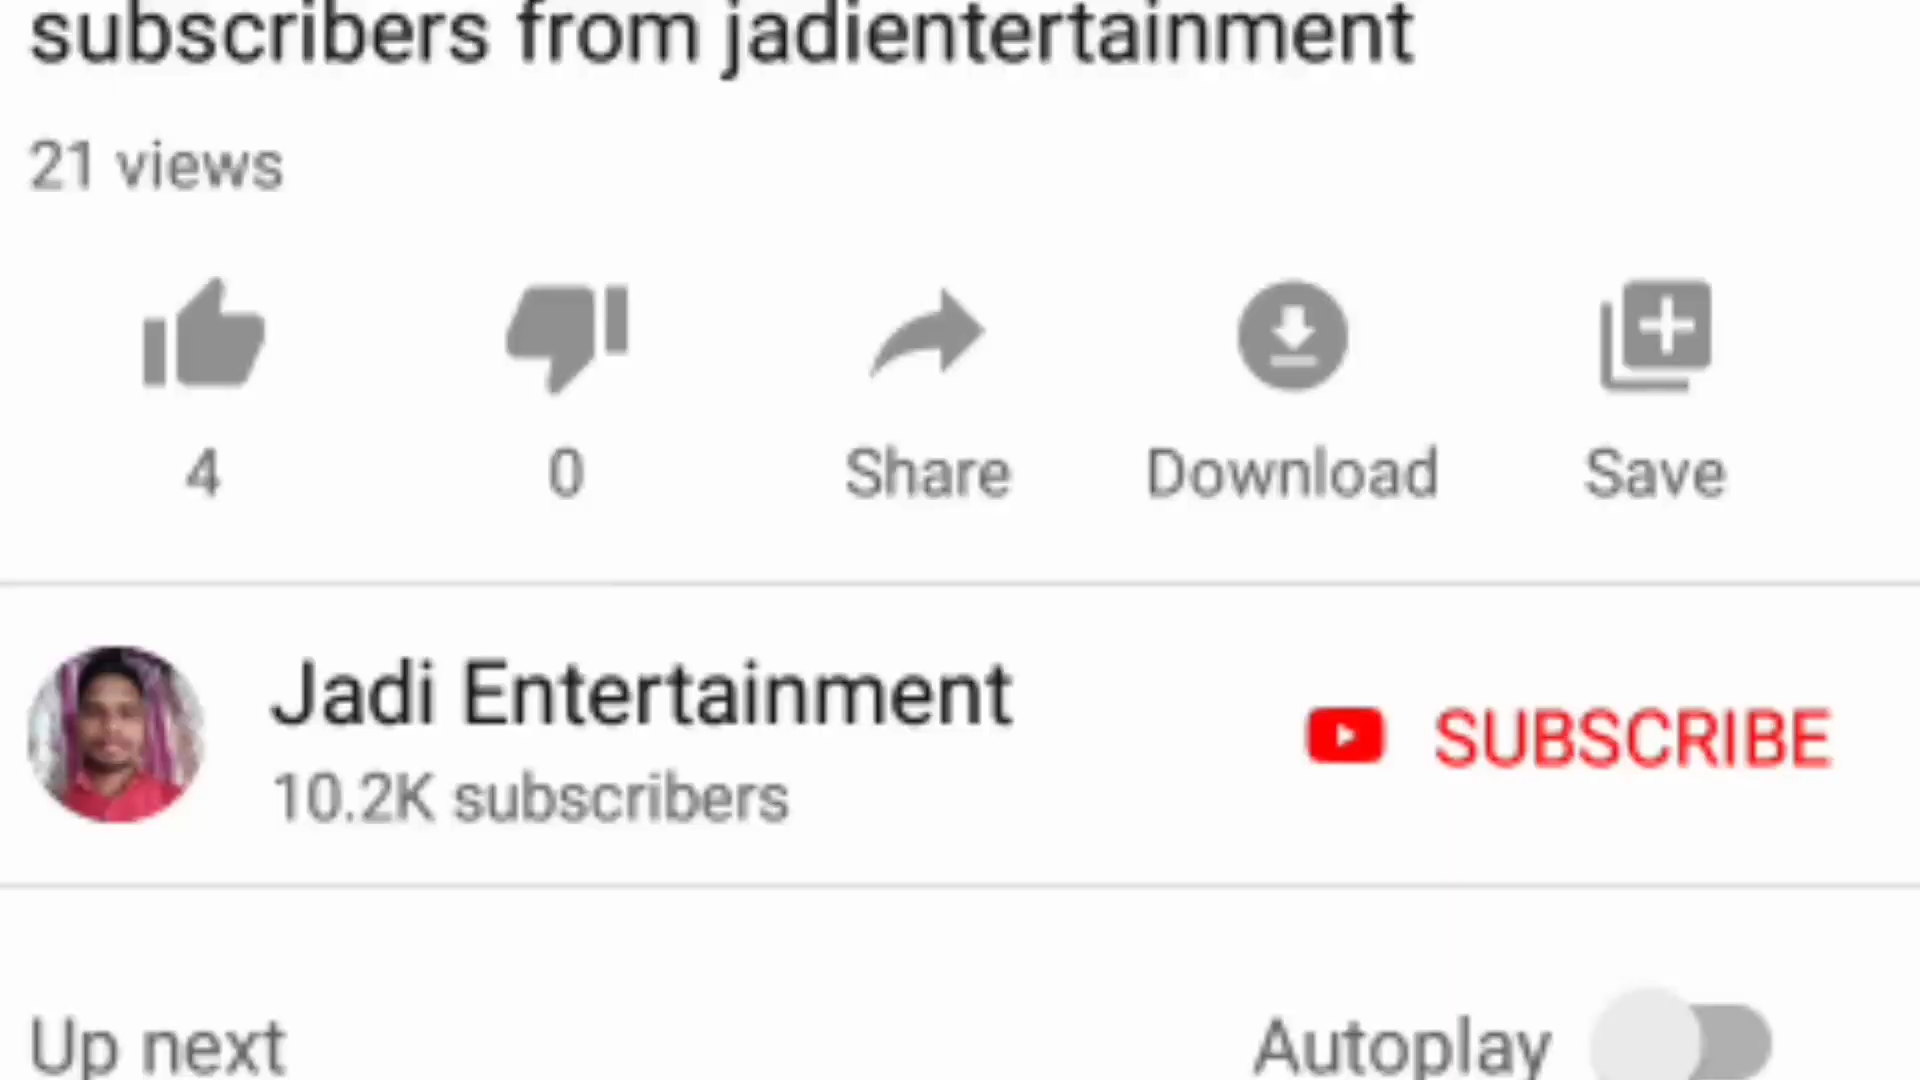 subscribers from jadientertainment
21 views
4 0 Share Download Save
Jadi Entertainment
10.2K subscribers
SUBSCRIBE
Up next Autoplay